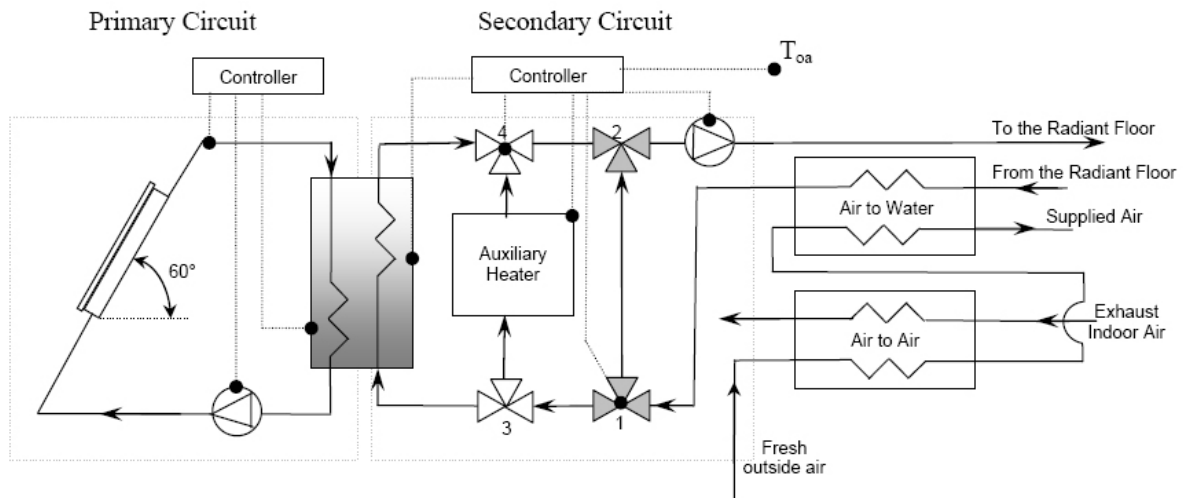 Primary Circuit
Secondary Circuit
Controller
Controller
T_oa
4
2
To the Radiant Floor
From the Radiant Floor
Air to Water
Supplied Air
Auxiliary
Heater
60°
Exhaust
Indoor Air
Air to Air
3
1
Fresh
outside air